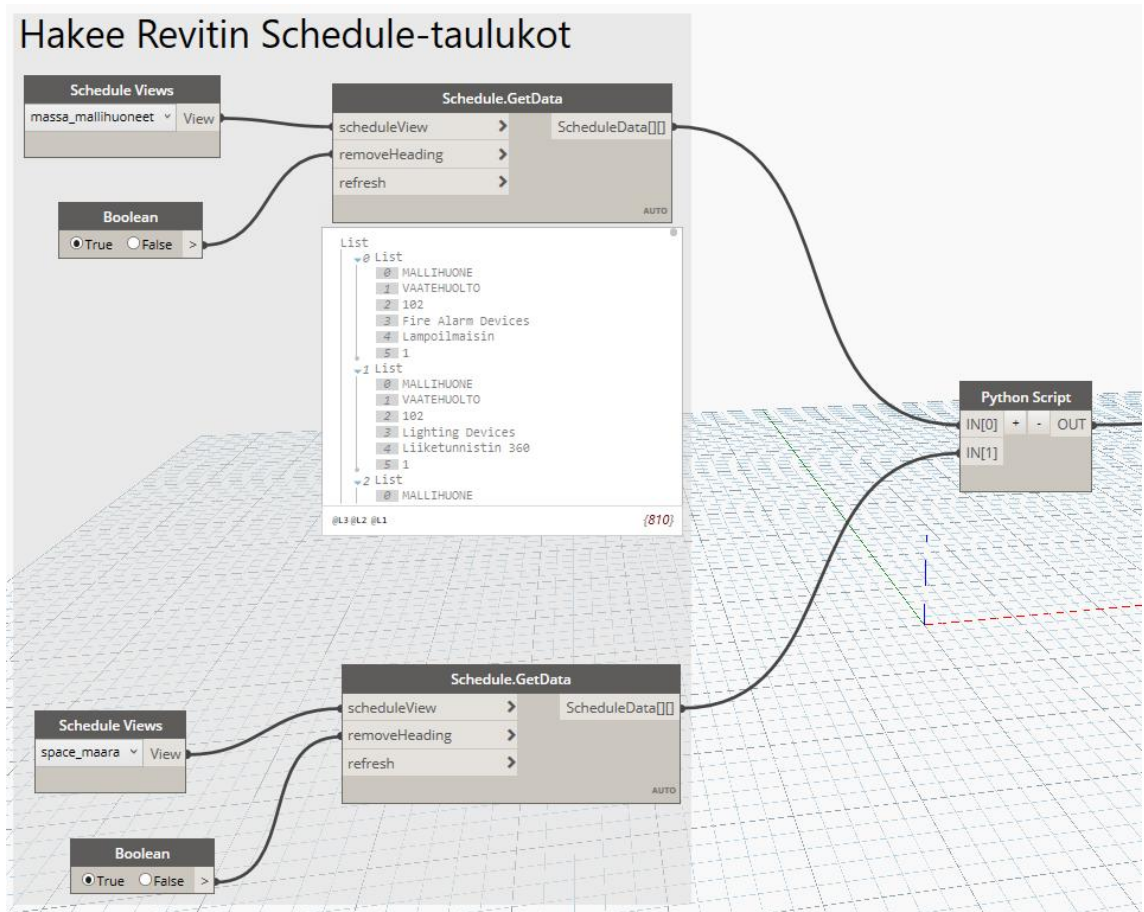 Hakee Revitin Schedule-taulukot
Schedule Views
massa_mallihuoneet View
Boolean
True False >
Schedule.GetData
scheduleView > ScheduleData[][]
removeHeading >
refresh >
AUTO
List
0 List
0 MALLIHUONE
1 VAATEHUOLTO
2 102
3 Fire Alarm Devices
4 Lampoilmaisin
5 1
1 List
0 MALLIHUONE
1 VAATEHUOLTO
2 102
3 Lighting Devices
4 Liiketunnistin 360
5 1
2 List
0 MALLIHUONE
@L3 @L2 @L1 {810}
Python Script
IN[0] + - OUT
IN[1]
Schedule.GetData
scheduleView > ScheduleData[][]
removeHeading >
refresh >
AUTO
Schedule Views
space_maara View
Boolean
True False >